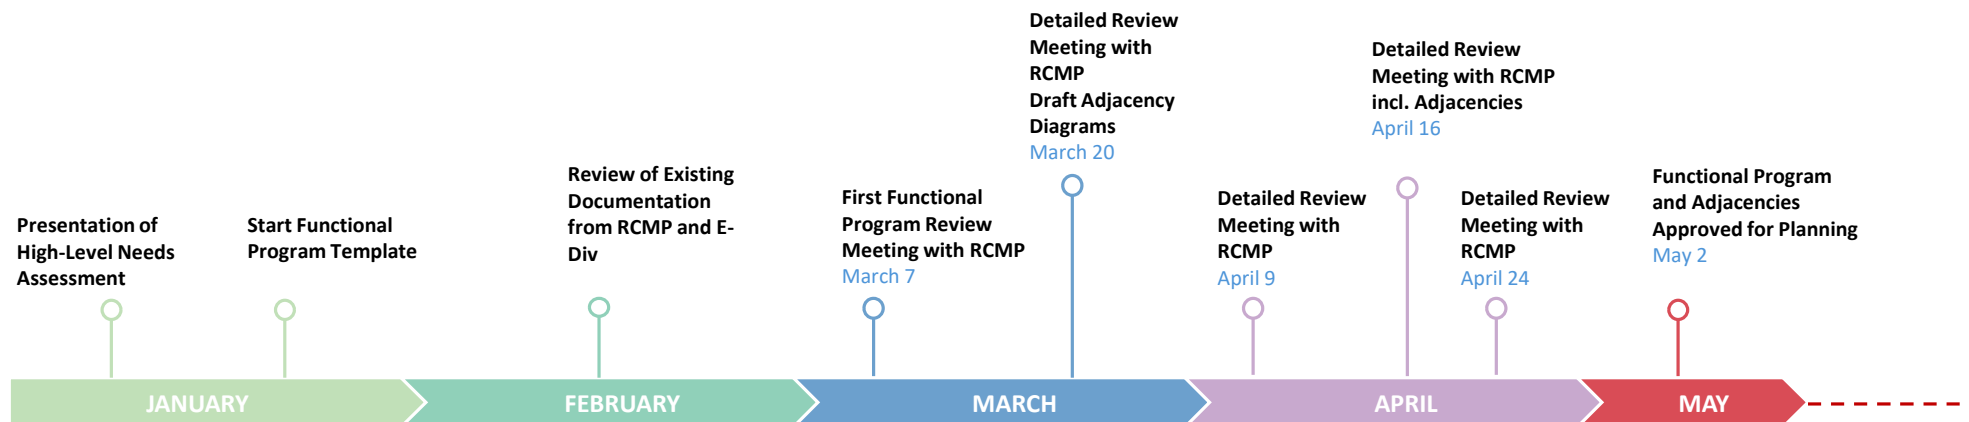 Presentation of
High-Level Needs
Assessment
Start Functional
Program Template
Review of Existing
Documentation
from RCMP and E-
Div
First Functional
Program Review
Meeting with RCMP
March 7
Detailed Review
Meeting with
RCMP
Draft Adjacency
Diagrams
March 20
Detailed Review
Meeting with
RCMP
April 9
Detailed Review
Meeting with RCMP
incl. Adjacencies
April 16
Detailed Review
Meeting with
RCMP
April 24
Functional Program
and Adjacencies
Approved for Planning
May 2
JANUARY
FEBRUARY
MARCH
APRIL
MAY